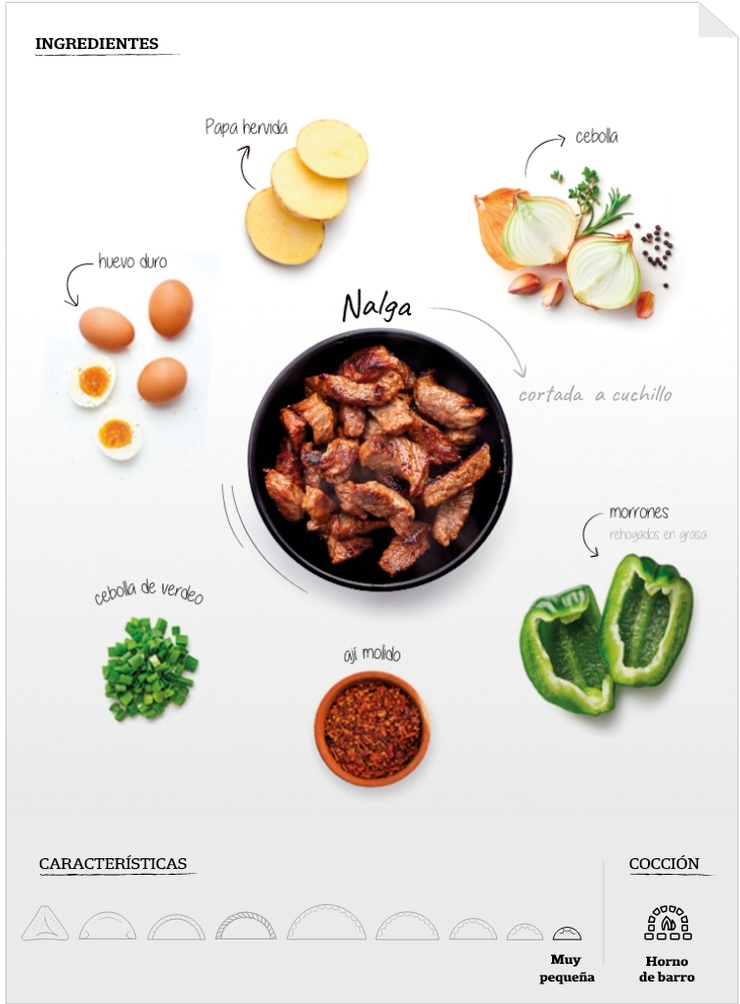 INGREDIENTES
Papa hervida
cebolla
huevo duro
Nalga
cortada a cuchillo
morrones
rehogados en grasa
cebolla de verdeo
ají molido
CARACTERÍSTICAS
COCCIÓN
Muy
pequeña
Horno
de barro